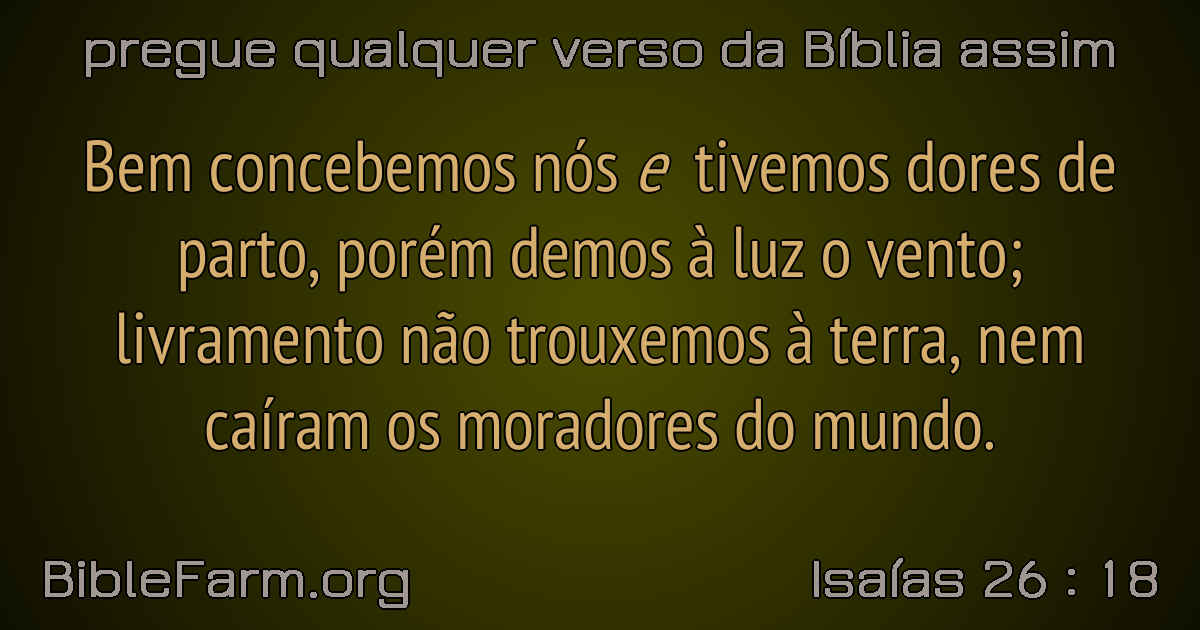 pregue qualquer verso da Bíblia assim
Bem concebemos nós e tivemos dores de
parto, porém demos à luz o vento;
livramento não trouxemos à terra, nem
caíram os moradores do mundo.
BibleFarm.org
Isaías 26 : 18